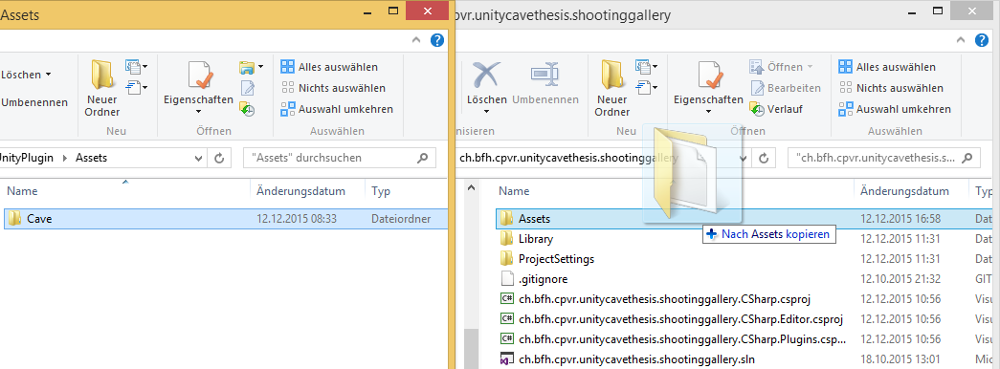 Assets
Löschen
Umbenennen
Neuer
Ordner
Neu
Eigenschaften
Öffnen
Alles auswählen
Nichts auswählen
Auswahl umkehren
Auswählen
UnityPlugin
Assets
"Assets" durchsuchen
Name
Änderungsdatum
Typ
Cave
12.12.2015 08:33
Dateiordner
pvr.unitycavethesis.shootinggallery
Löschen
Umbenennen
nisieren
Neuer
Ordner
Neu
Eigenschaften
Öffnen
Bearbeiten
Verlauf
Öffnen
Alles auswählen
Nichts auswählen
Auswahl umkehren
Auswählen
ch.bfh.cpvr.unitycavethesis.shootinggallery
"ch.bfh.cpvr.unitycavethesis.s...
Name
Änderungsdatum
Typ
Assets
12.12.2015 16:58
Dat
Nach Assets kopieren
Library
12.12.2015 11:31
Dat
ProjectSettings
12.12.2015 11:31
Dat
.gitignore
12.10.2015 21:32
GIT
C#
ch.bfh.cpvr.unitycavethesis.shootinggallery.CSharp.csproj
12.12.2015 10:56
Visu
C#
ch.bfh.cpvr.unitycavethesis.shootinggallery.CSharp.Editor.csproj
12.12.2015 10:56
Visu
C#
ch.bfh.cpvr.unitycavethesis.shootinggallery.CSharp.Plugins.csp...
12.12.2015 10:56
Visu
ch.bfh.cpvr.unitycavethesis.shootinggallery.sln
18.10.2015 13:01
Mic